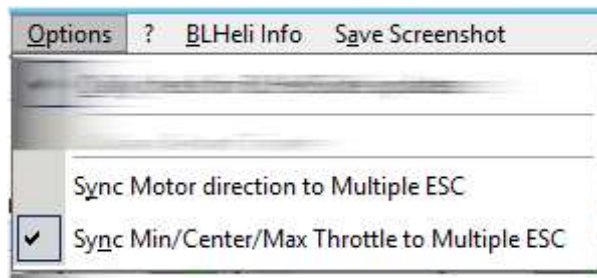 Options ? BLHeli Info Save Screenshot
Sync Motor direction to Multiple ESC
Sync Min/Center/Max Throttle to Multiple ESC